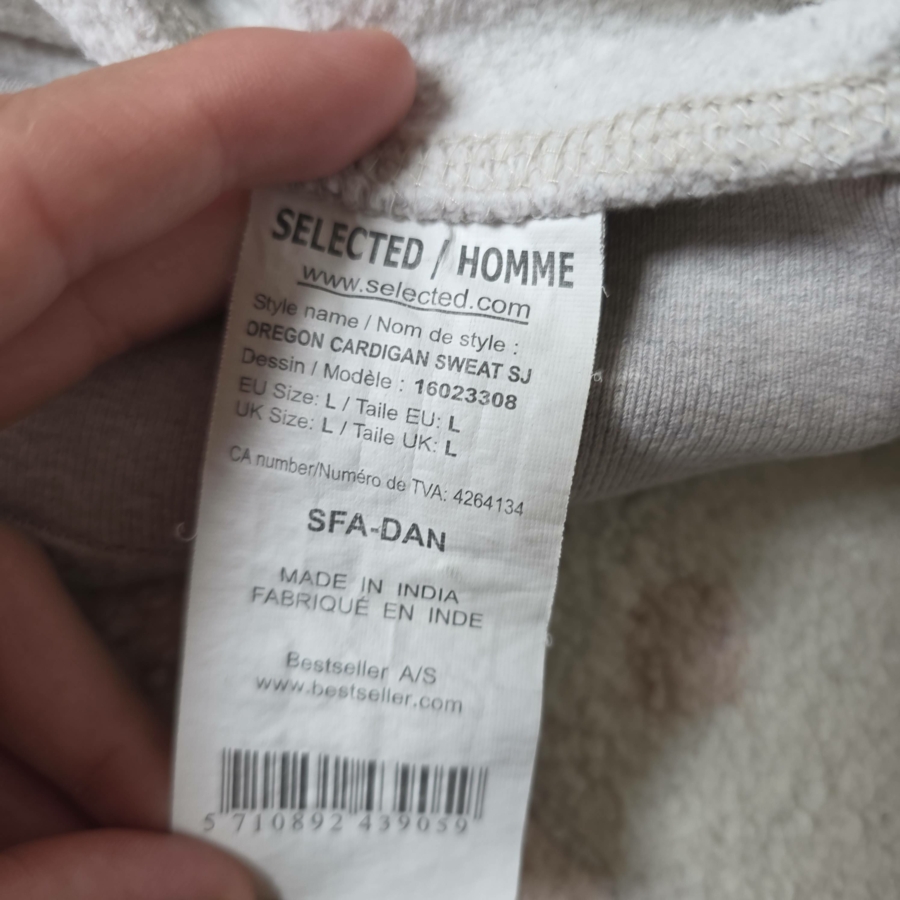 SELECTED / HOMME
www.selected.com
Style name / Nom de style :
OREGON CARDIGAN SWEAT SJ
Dessin / Modèle : 16023308
EU Size: L / Taile EU: L
UK Size: L / Taile UK: L
CA number/Numéro de TVA: 4264134
SFA-DAN
MADE IN INDIA
FABRIQUÉ EN INDE
Bestseller A/S
www.bestseller.com
5 710892 439059